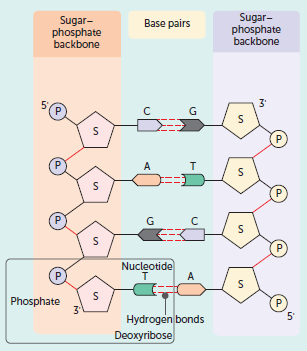 Sugar–
phosphate
backbone
Base pairs
Sugar–
phosphate
backbone
5'
P
S
C
G
S
3'
P
P
S
A
T
S
P
P
S
G
C
S
P
P
Nucleotide
T
A
S
S
Phosphate
3'
P
5'
Hydrogen bonds
Deoxyribose